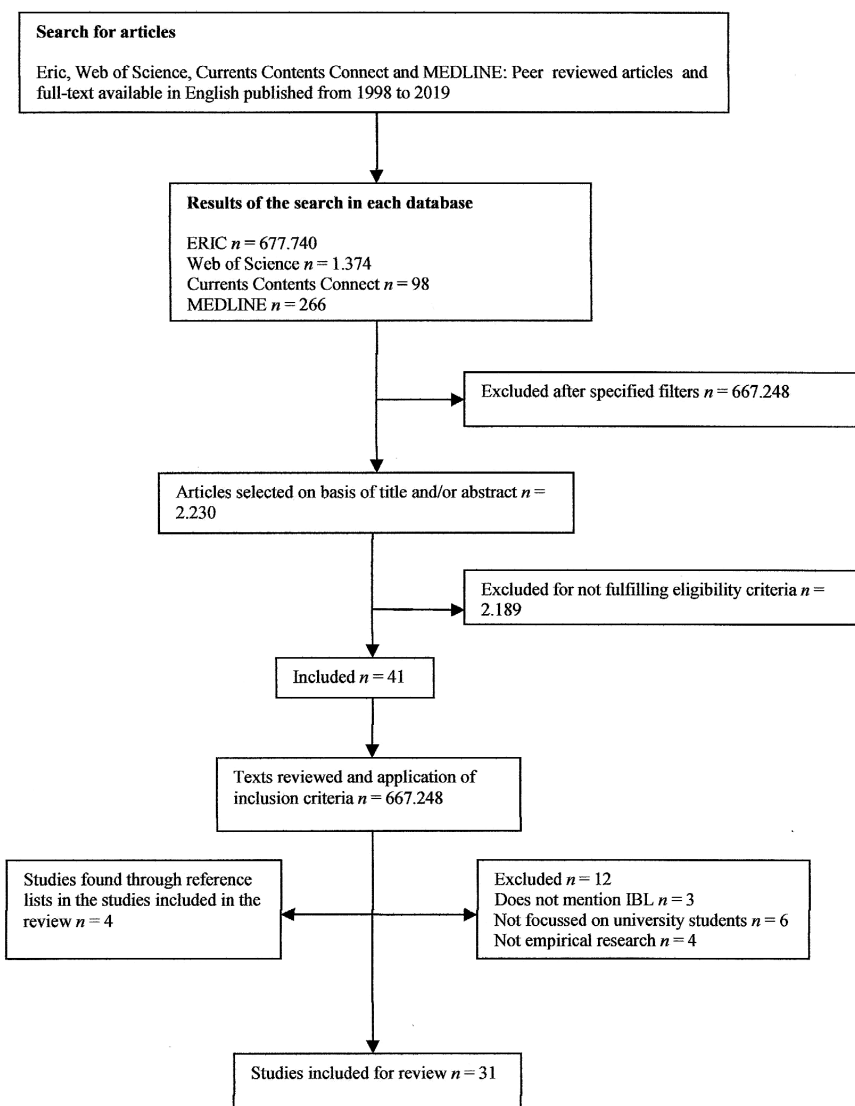 Search for articles
Eric, Web of Science, Currents Contents Connect and MEDLINE: Peer reviewed articles and
full-text available in English published from 1998 to 2019
Results of the search in each database
ERIC n = 677.740
Web of Science n = 1.374
Currents Contents Connect n = 98
MEDLINE n = 266
Excluded after specified filters n = 667.248
Articles selected on basis of title and/or abstract n =
2.230
Excluded for not fulfilling eligibility criteria n =
2.189
Included n = 41
Texts reviewed and application of
inclusion criteria n = 667.248
Studies found through reference
lists in the studies included in the
review n = 4
Excluded n = 12
Does not mention IBL n = 3
Not focussed on university students n = 6
Not empirical research n = 4
Studies included for review n = 31